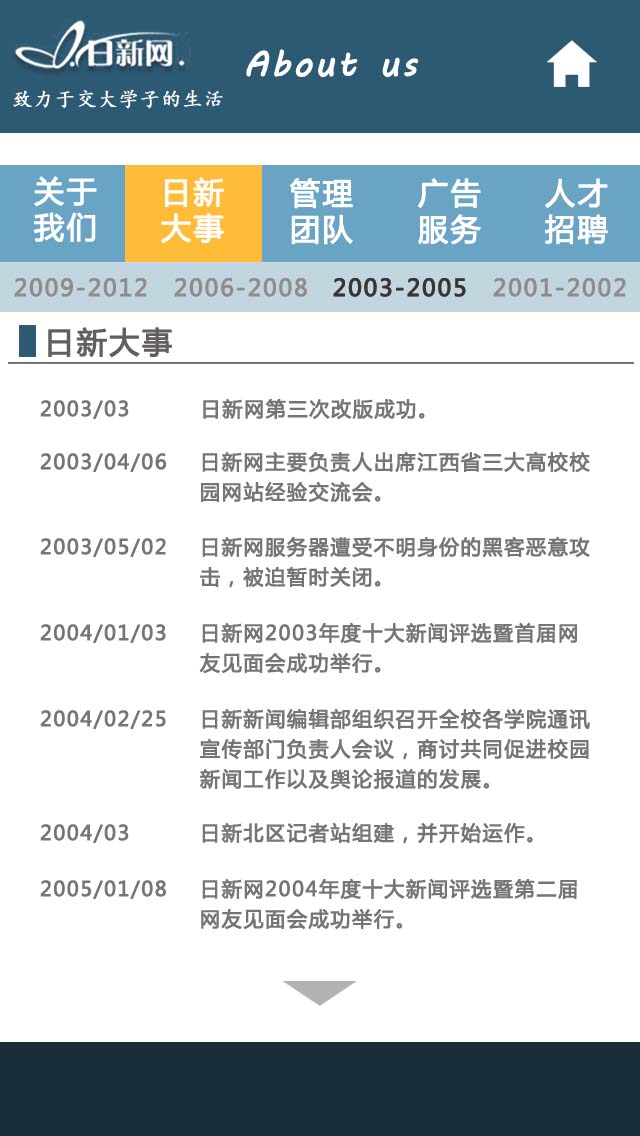 日新网.
About us
致力于交大学子的生活
关于
我们
日新
大事
管理
团队
广告
服务
人才
招聘
2009-2012 2006-2008 2003-2005 2001-2002
日新大事
2003/03 日新网第三次改版成功。
2003/04/06 日新网主要负责人出席江西省三大高校校
园网站经验交流会。
2003/05/02 日新网服务器遭受不明身份的黑客恶意攻
击，被迫暂时关闭。
2004/01/03 日新网2003年度十大新闻评选暨首届网
友见面会成功举行。
2004/02/25 日新新闻编辑部组织召开全校各学院通讯
宣传部门负责人会议，商讨共同促进校园
新闻工作以及舆论报道的发展。
2004/03 日新北区记者站组建，并开始运作。
2005/01/08 日新网2004年度十大新闻评选暨第二届
网友见面会成功举行。